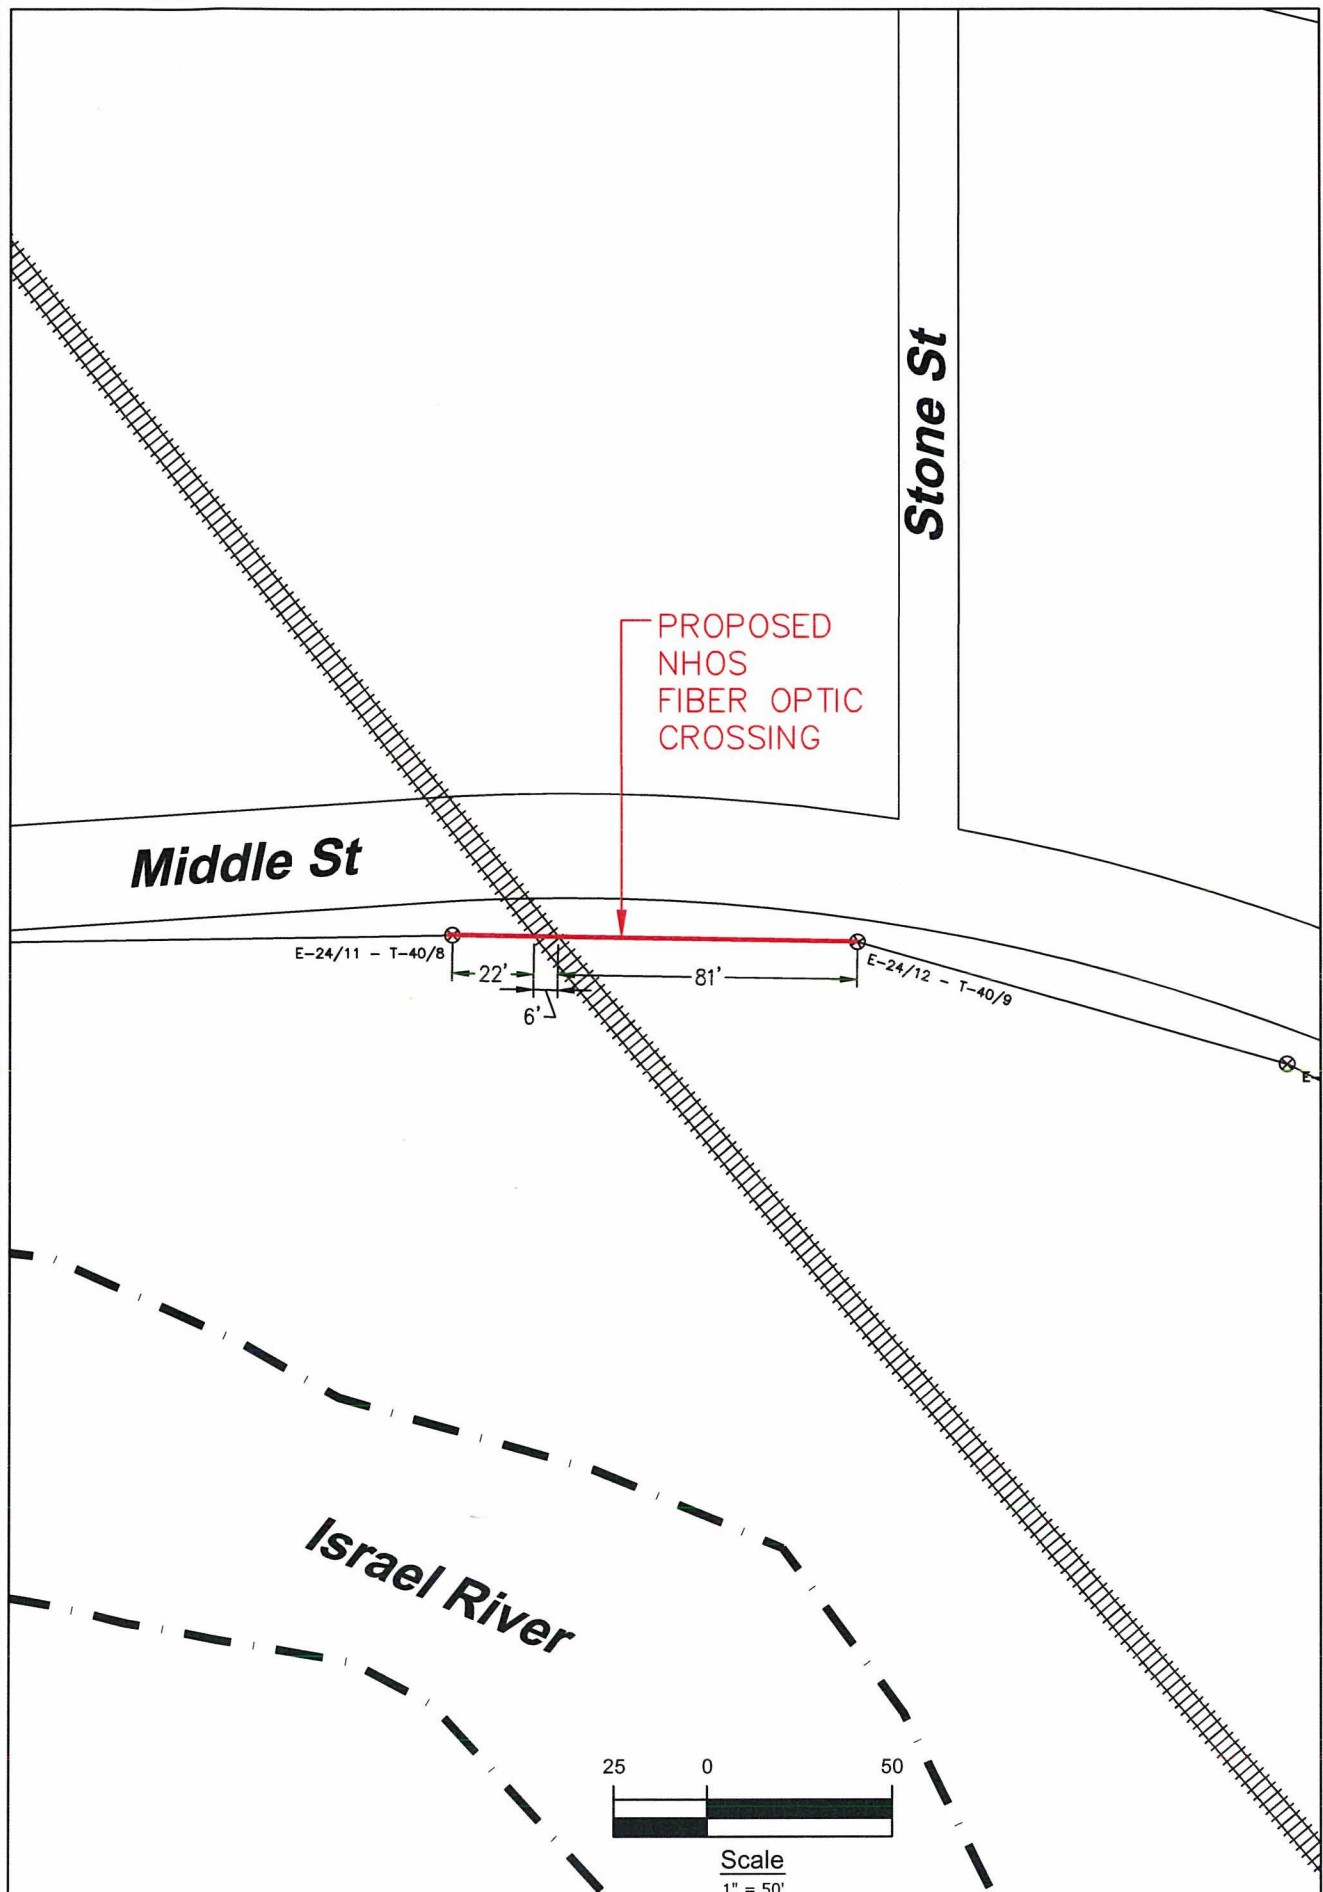 Stone St
PROPOSED
NHOS
FIBER OPTIC
CROSSING
Middle St
E-24/11 - T-40/8
E-24/12 - T-40/9
22'
81'
6'
E-
Israel River
25 0 50
Scale
1" = 50'